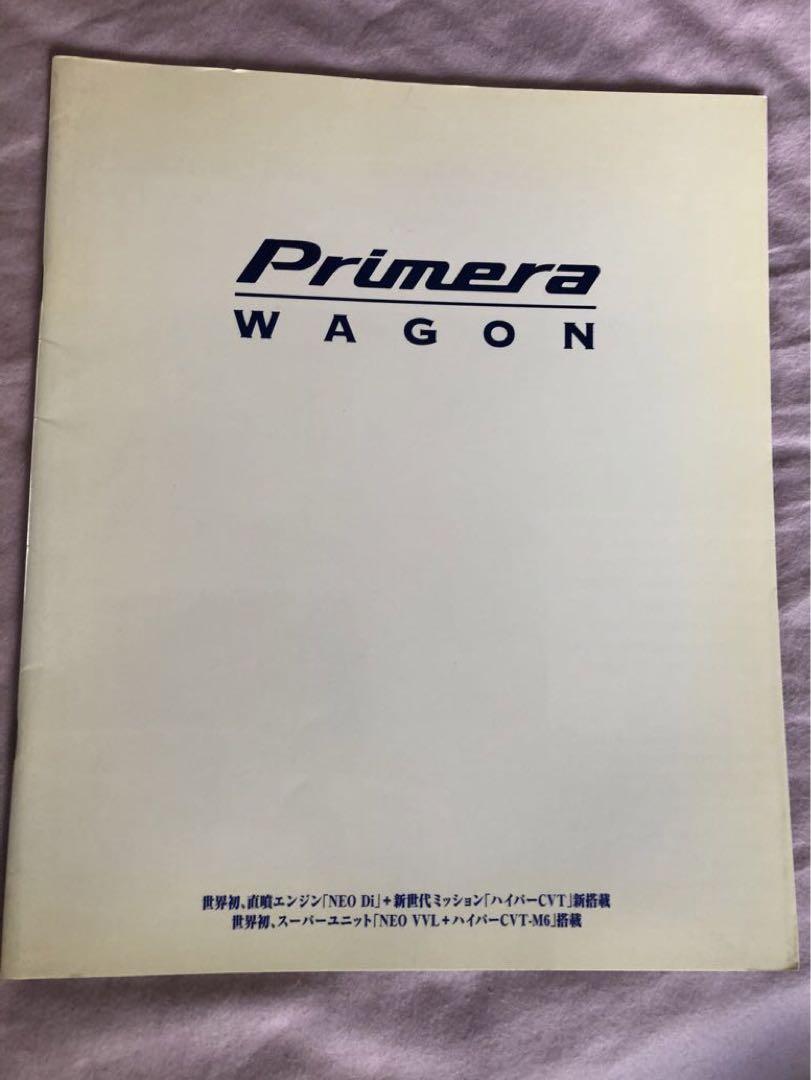 Primera
WAGON
世界初、直噴エンジン「NEO Di」+新世代ミッション「ハイパーCVT」新搭載
世界初、スーパーユニット「NEO VVL+ハイパーCVT-M6」搭載